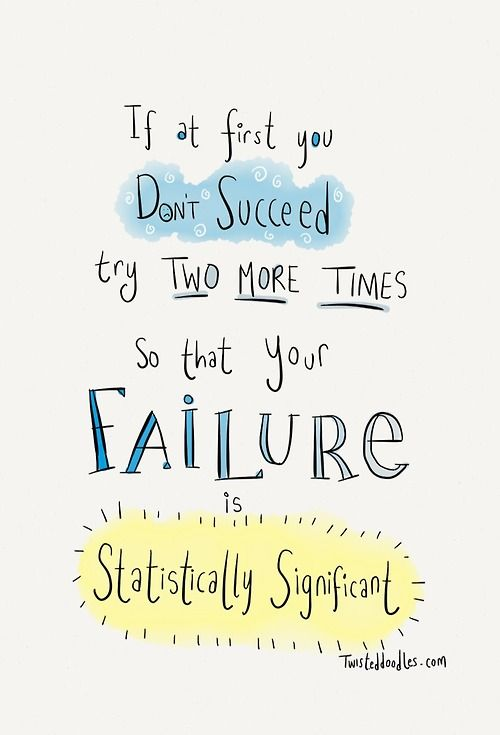 If at first you
DON'T Succeed
try TWO MORE TIMES
So that your
FAiLURe
is
Statistically Significant
Twisteddoodles.com